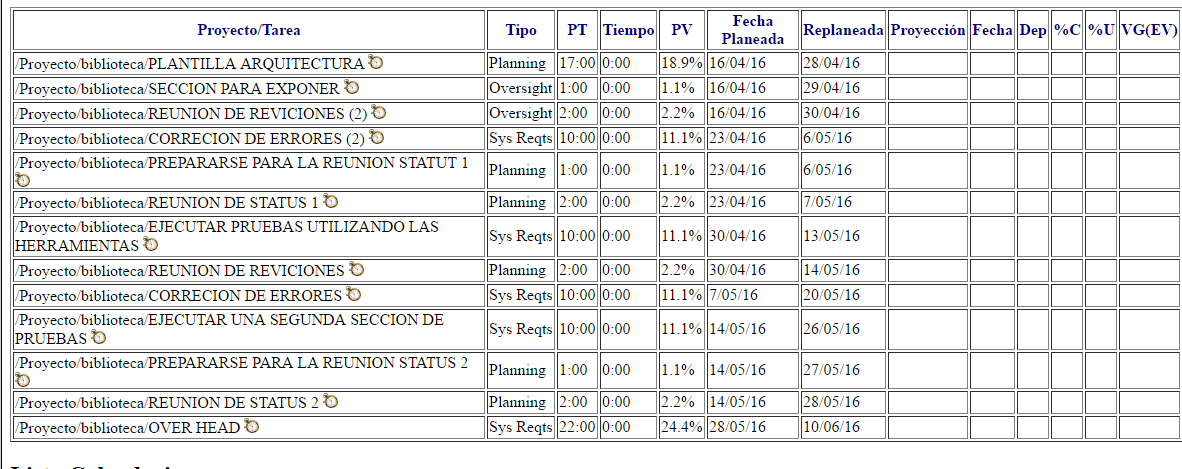 Proyecto/Tarea Tipo PT Tiempo PV Fecha Planeada Replaneada Proyección Fecha Dep %C %U VG(EV)
/Proyecto/biblioteca/PLANTILLA ARQUITECTURA Planning 17:00 0:00 18.9% 16/04/16 28/04/16
/Proyecto/biblioteca/SECCION PARA EXPONER Oversight 1:00 0:00 1.1% 16/04/16 29/04/16
/Proyecto/biblioteca/REUNION DE REVICIONES (2) Oversight 2:00 0:00 2.2% 16/04/16 30/04/16
/Proyecto/biblioteca/CORRECION DE ERRORES (2) Sys Reqts 10:00 0:00 11.1% 23/04/16 6/05/16
/Proyecto/biblioteca/PREPARARSE PARA LA REUNION STATUT 1 Planning 1:00 0:00 1.1% 23/04/16 6/05/16
/Proyecto/biblioteca/REUNION DE STATUS 1 Planning 2:00 0:00 2.2% 23/04/16 7/05/16
/Proyecto/biblioteca/EJECUTAR PRUEBAS UTILIZANDO LAS
HERRAMIENTAS Sys Reqts 10:00 0:00 11.1% 30/04/16 13/05/16
/Proyecto/biblioteca/REUNION DE REVICIONES Planning 2:00 0:00 2.2% 30/04/16 14/05/16
/Proyecto/biblioteca/CORRECION DE ERRORES Sys Reqts 10:00 0:00 11.1% 7/05/16 20/05/16
/Proyecto/biblioteca/EJECUTAR UNA SEGUNDA SECCION DE
PRUEBAS Sys Reqts 10:00 0:00 11.1% 14/05/16 26/05/16
/Proyecto/biblioteca/PREPARARSE PARA LA REUNION STATUS 2 Planning 1:00 0:00 1.1% 14/05/16 27/05/16
/Proyecto/biblioteca/REUNION DE STATUS 2 Planning 2:00 0:00 2.2% 14/05/16 28/05/16
/Proyecto/biblioteca/OVER HEAD Sys Reqts 22:00 0:00 24.4% 28/05/16 10/06/16